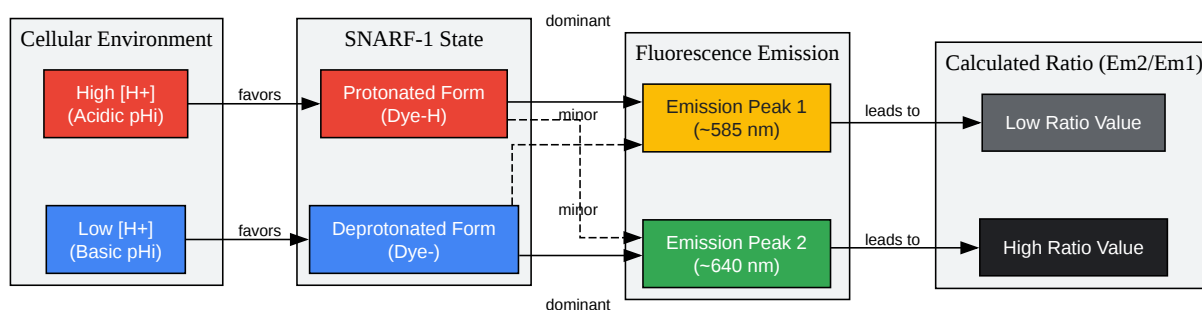 dominant
Cellular Environment
SNARF-1 State
Fluorescence Emission
Calculated Ratio (Em2/Em1)
High [H+]
(Acidic pHi)
favors
Protonated Form
(Dye-H)
minor
Emission Peak 1
(~585 nm)
leads to
Low Ratio Value
Low [H+]
(Basic pHi)
favors
Deprotonated Form
(Dye-)
minor
Emission Peak 2
(~640 nm)
leads to
High Ratio Value
dominant